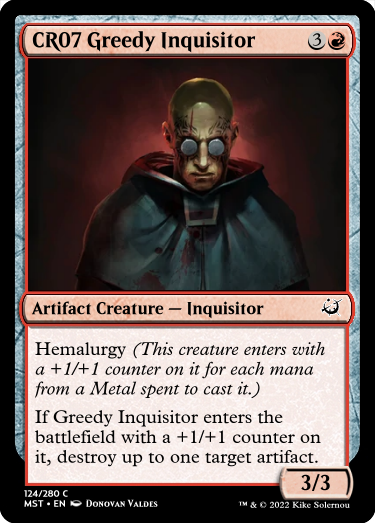 CR07 Greedy Inquisitor 3
Artifact Creature — Inquisitor
Hemalurgy (This creature enters with
a +1/+1 counter on it for each mana
from a Metal spent to cast it.)
If Greedy Inquisitor enters the
battlefield with a +1/+1 counter on
it, destroy up to one target artifact.
3/3
124/280 C
MST • EN Donovan Valdes
™ & © 2022 Kike Solernou